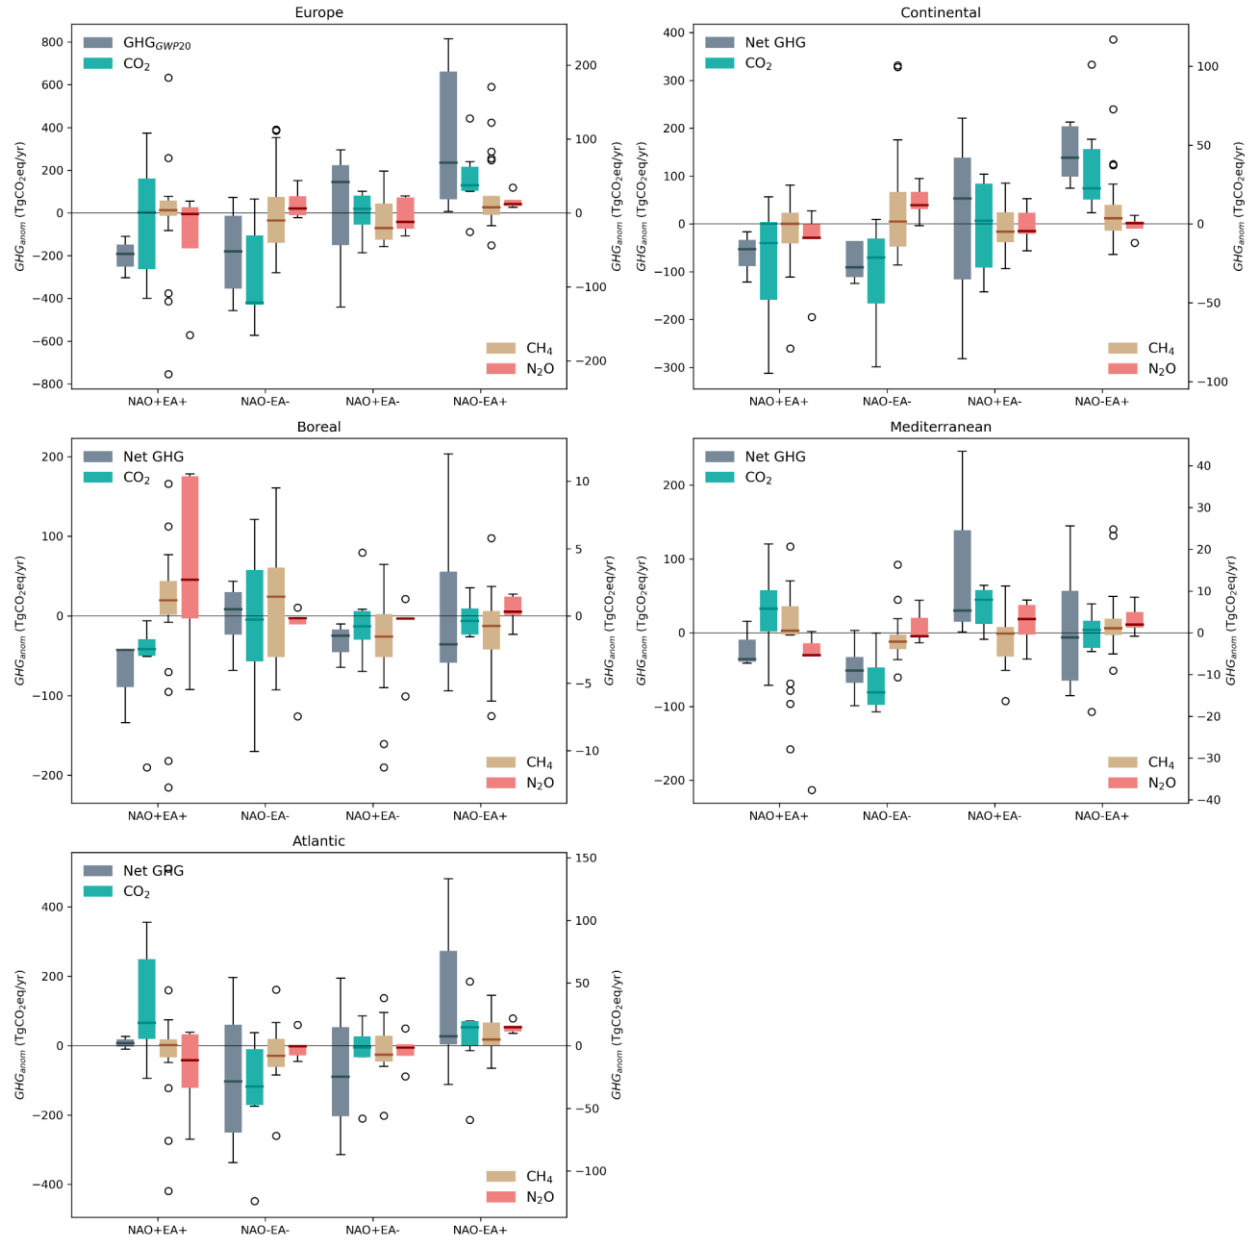 Europe
GHG_GWP20
CO₂
800
600
400
200
0
−200
−400
−600
−800
GHG_anom (TgCO₂eq/yr)
200
100
0
−100
−200
GHG_anom (TgCO₂eq/yr)
CH₄
N₂O
NAO+EA+ NAO-EA- NAO+EA- NAO-EA+
Continental
Net GHG
CO₂
400
300
200
100
0
−100
−200
−300
GHG_anom (TgCO₂eq/yr)
100
50
0
−50
−100
GHG_anom (TgCO₂eq/yr)
CH₄
N₂O
NAO+EA+ NAO-EA- NAO+EA- NAO-EA+
Boreal
Net GHG
CO₂
200
100
0
−100
−200
GHG_anom (TgCO₂eq/yr)
10
5
0
−5
−10
GHG_anom (TgCO₂eq/yr)
CH₄
N₂O
NAO+EA+ NAO-EA- NAO+EA- NAO-EA+
Mediterranean
Net GHG
CO₂
200
100
0
−100
−200
GHG_anom (TgCO₂eq/yr)
40
30
20
10
0
−10
−20
−30
−40
GHG_anom (TgCO₂eq/yr)
CH₄
N₂O
NAO+EA+ NAO-EA- NAO+EA- NAO-EA+
Atlantic
Net GHG
CO₂
400
200
0
−200
−400
GHG_anom (TgCO₂eq/yr)
150
100
50
0
−50
−100
GHG_anom (TgCO₂eq/yr)
CH₄
N₂O
NAO+EA+ NAO-EA- NAO+EA- NAO-EA+